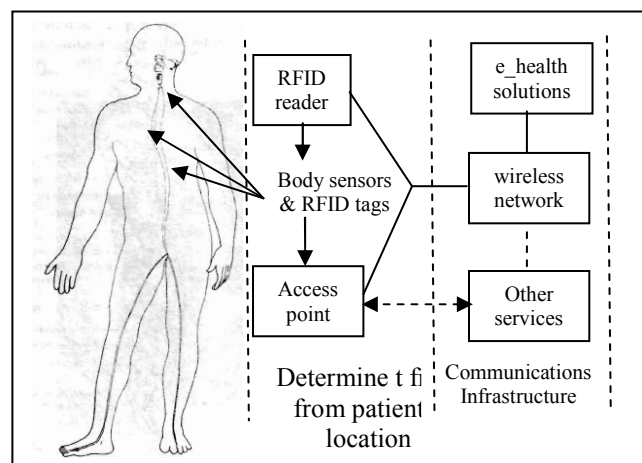 RFID
reader
e_health
solutions
Body sensors
& RFID tags
wireless
network
Access
point
Other
services
Determine t fi
from patient
location
Communications
Infrastructure